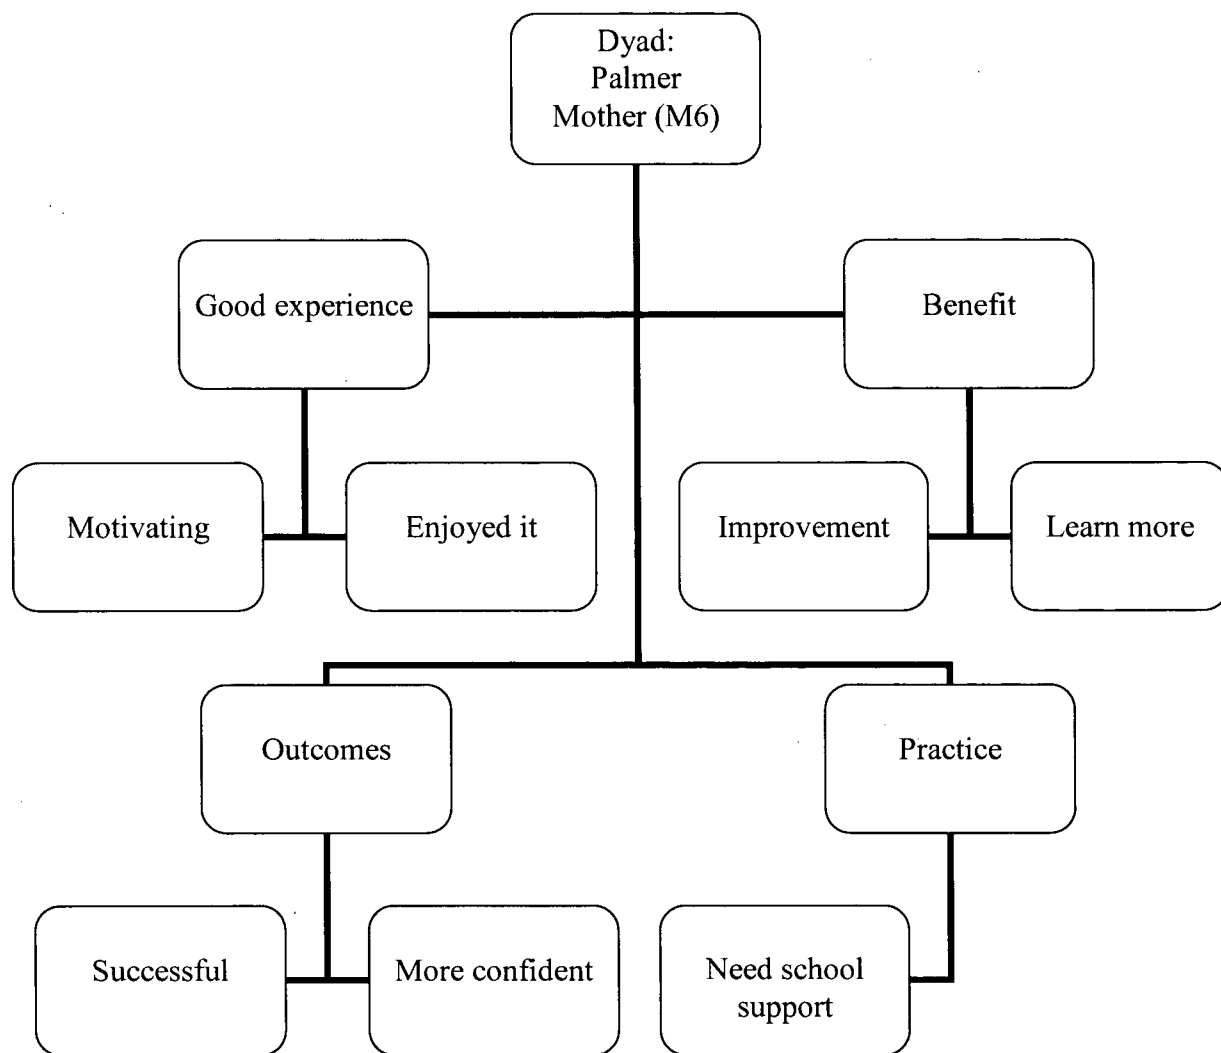 Dyad:
Palmer
Mother (M6)
Good experience
Benefit
Motivating
Enjoyed it
Improvement
Learn more
Outcomes
Practice
Successful
More confident
Need school
support